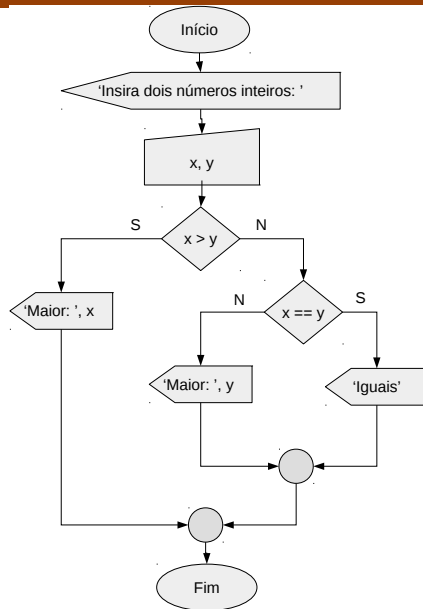 Início
‘Insira dois números inteiros: ’
x, y
S
x > y
N
‘Maior: ’, x
N
x == y
S
‘Maior: ’, y
‘Iguais’
Fim